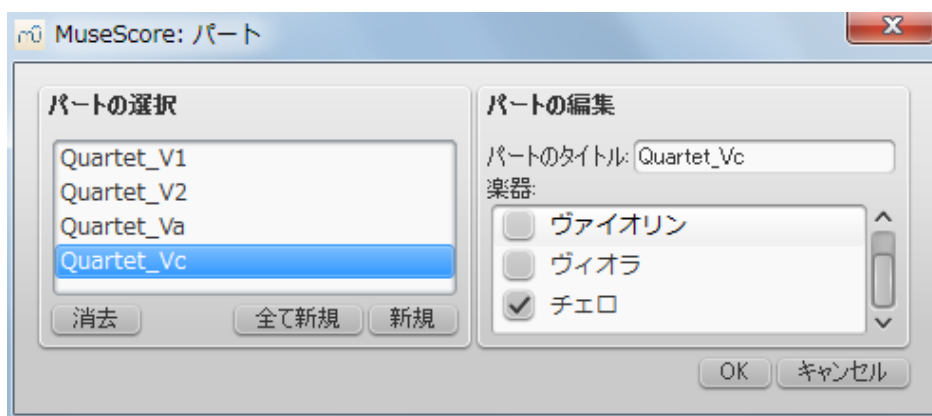 MuseScore: パート
パートの選択
Quartet_V1
Quartet_V2
Quartet_Va
Quartet_Vc
消去
全て新規
新規
パートの編集
パートのタイトル: Quartet_Vc
楽器:
ヴァイオリン
ヴィオラ
チェロ
OK
キャンセル